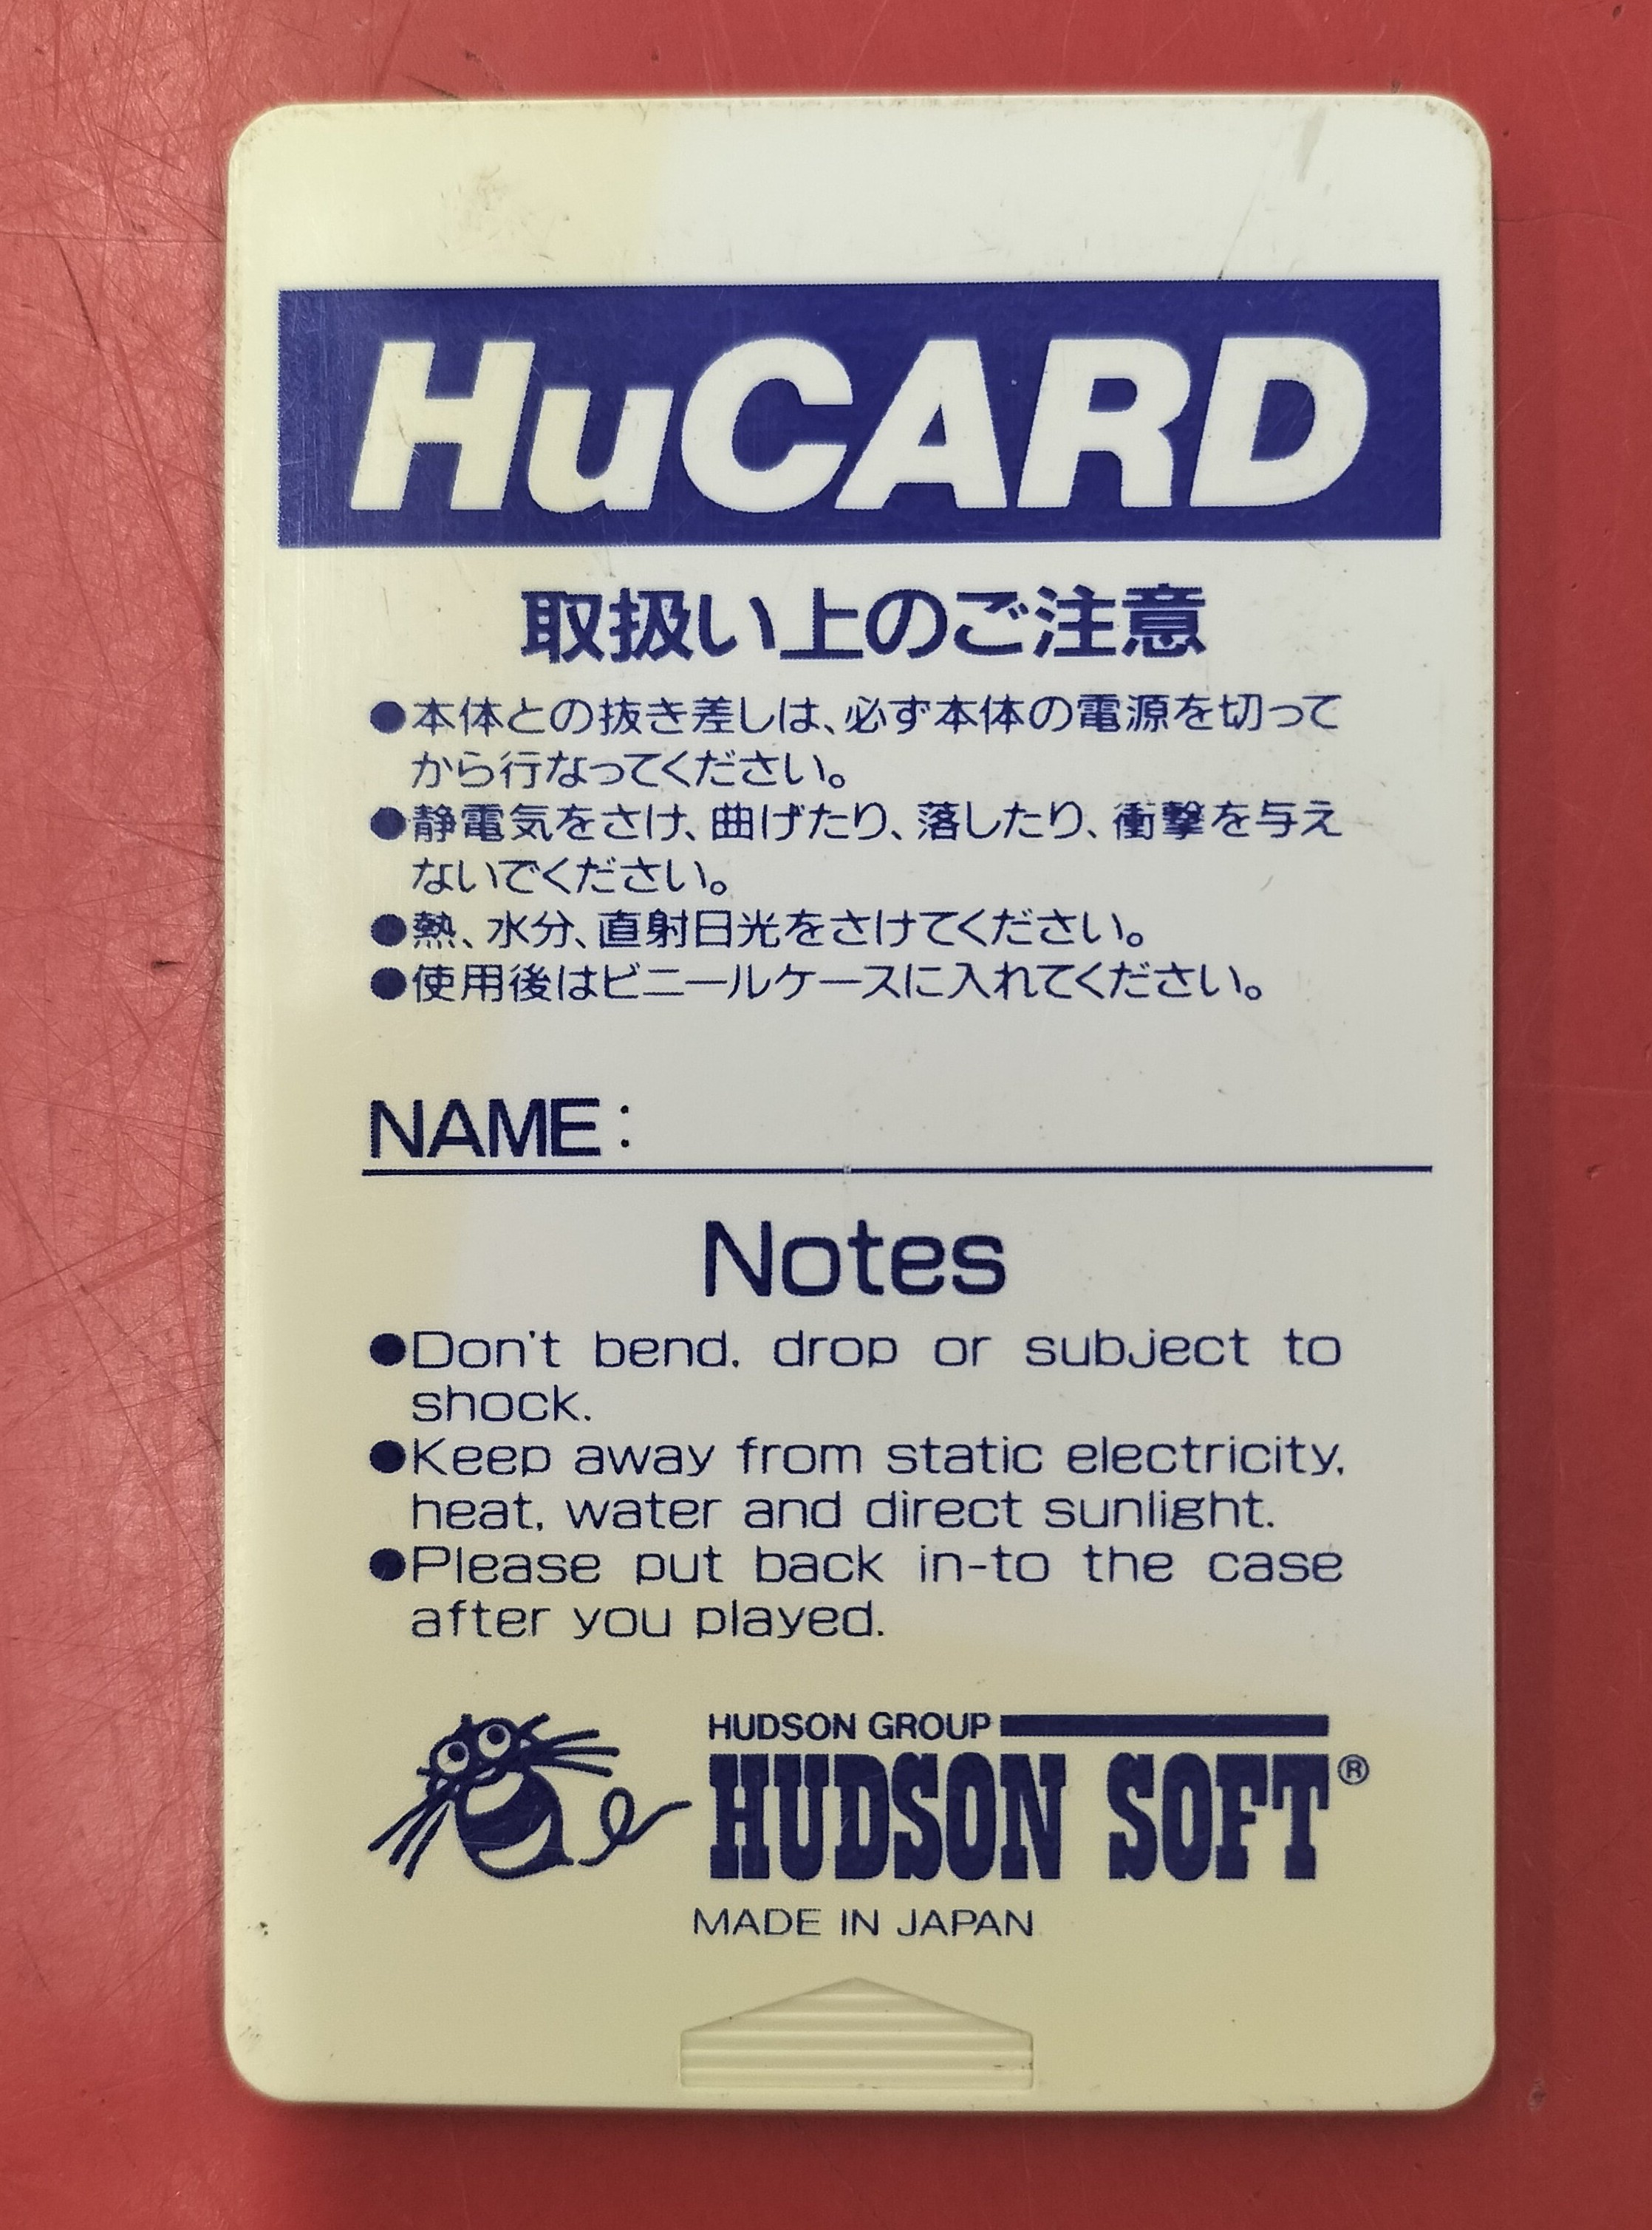 HuCARD
取扱い上のご注意
●本体との抜き差しは、必ず本体の電源を切って
から行なってください。
●静電気をさけ、曲げたり、落したり、衝撃を与え
ないでください。
●熱、水分、直射日光をさけてください。
●使用後はビニールケースに入れてください。
NAME:
Notes
●Don't bend, drop or subject to
shock.
●Keep away from static electricity,
heat, water and direct sunlight.
●Please put back in-to the case
after you played.
HUDSON GROUP
HUDSON SOFT®
MADE IN JAPAN